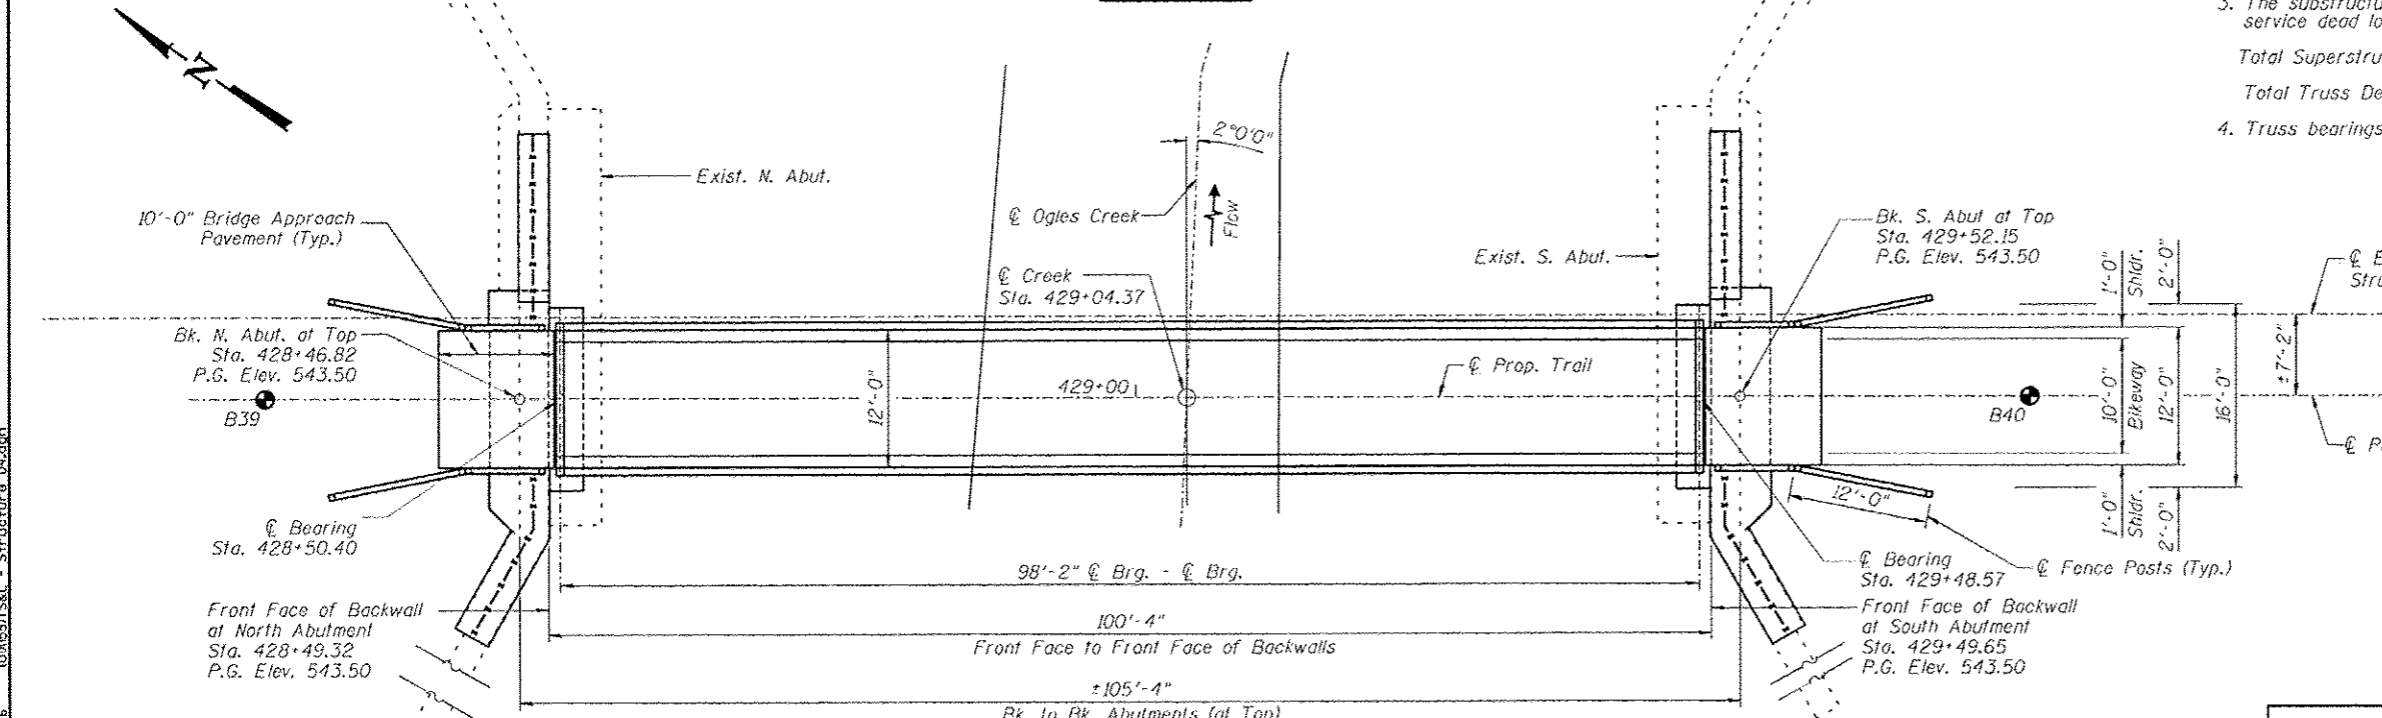 3. The substructu
service dead lo
Total Superstru
Total Truss De
4. Truss bearings
N
2°0'0"
Exist. N. Abut.
10'-0" Bridge Approach
Pavement (Typ.)
℄ Ogles Creek
Flow
Bk. S. Abut at Top
Sta. 429+52.15
P.G. Elev. 543.50
Exist. S. Abut.
℄ Creek
Sta. 429+04.37
1'-0"
Shldr.
2'-0"
℄ E
Stru
Bk. N. Abut. at Top
Sta. 428+46.82
P.G. Elev. 543.50
℄ Prop. Trail
429+00
12'-0"
10'-0"
Bikeway
12'-0"
16'-0"
±7'-2"
B39
B40
℄ P
12'-0"
1'-0"
Shldr.
2'-0"
℄ Bearing
Sta. 428+50.40
98'-2" ℄ Brg. - ℄ Brg.
℄ Bearing
Sta. 429+48.57
℄ Fence Posts (Typ.)
Front Face of Backwall
at North Abutment
Sta. 428+49.32
P.G. Elev. 543.50
100'-4"
Front Face to Front Face of Backwalls
Front Face of Backwall
at South Abutment
Sta. 429+49.65
P.G. Elev. 543.50
±105'-4"
Bk. to Bk. Abutments (at Top)